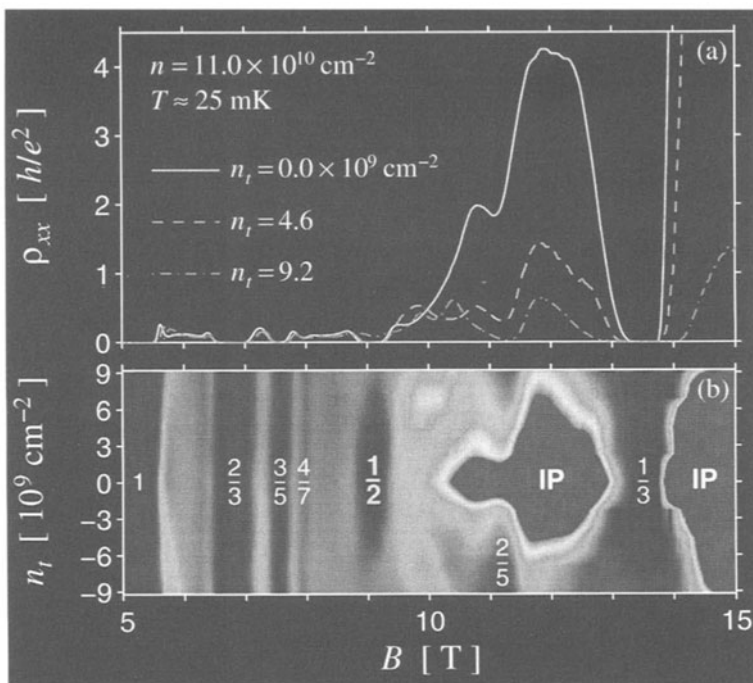 (a)
n = 11.0 × 10¹⁰ cm⁻²
T ≈ 25 mK
nₜ = 0.0 × 10⁹ cm⁻²
nₜ = 4.6
nₜ = 9.2
ρₓₓ [ h/e² ]
4
3
2
1
0
(b)
nₜ [ 10⁹ cm⁻² ]
9
6
3
0
−3
−6
−9
1 2/3 3/5 4/7 1/2 IP 1/3 IP
2/5
5 10 15
B [ T ]